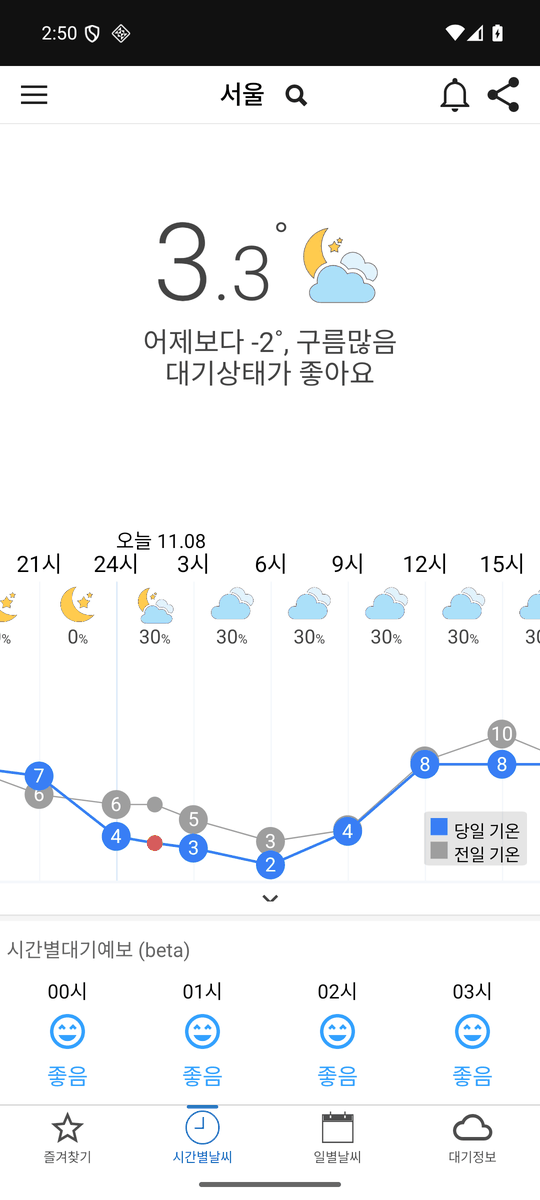 2:50
서울
3.3°
어제보다 -2°, 구름많음
대기상태가 좋아요
오늘 11.08
21시 24시 3시 6시 9시 12시 15시
0% 30% 30% 30% 30% 30%
10
7 8 8
6 6
5
4 4
3 3
2
당일 기온
전일 기온
시간별대기예보 (beta)
00시 01시 02시 03시
좋음 좋음 좋음 좋음
즐겨찾기 시간별날씨 일별날씨 대기정보